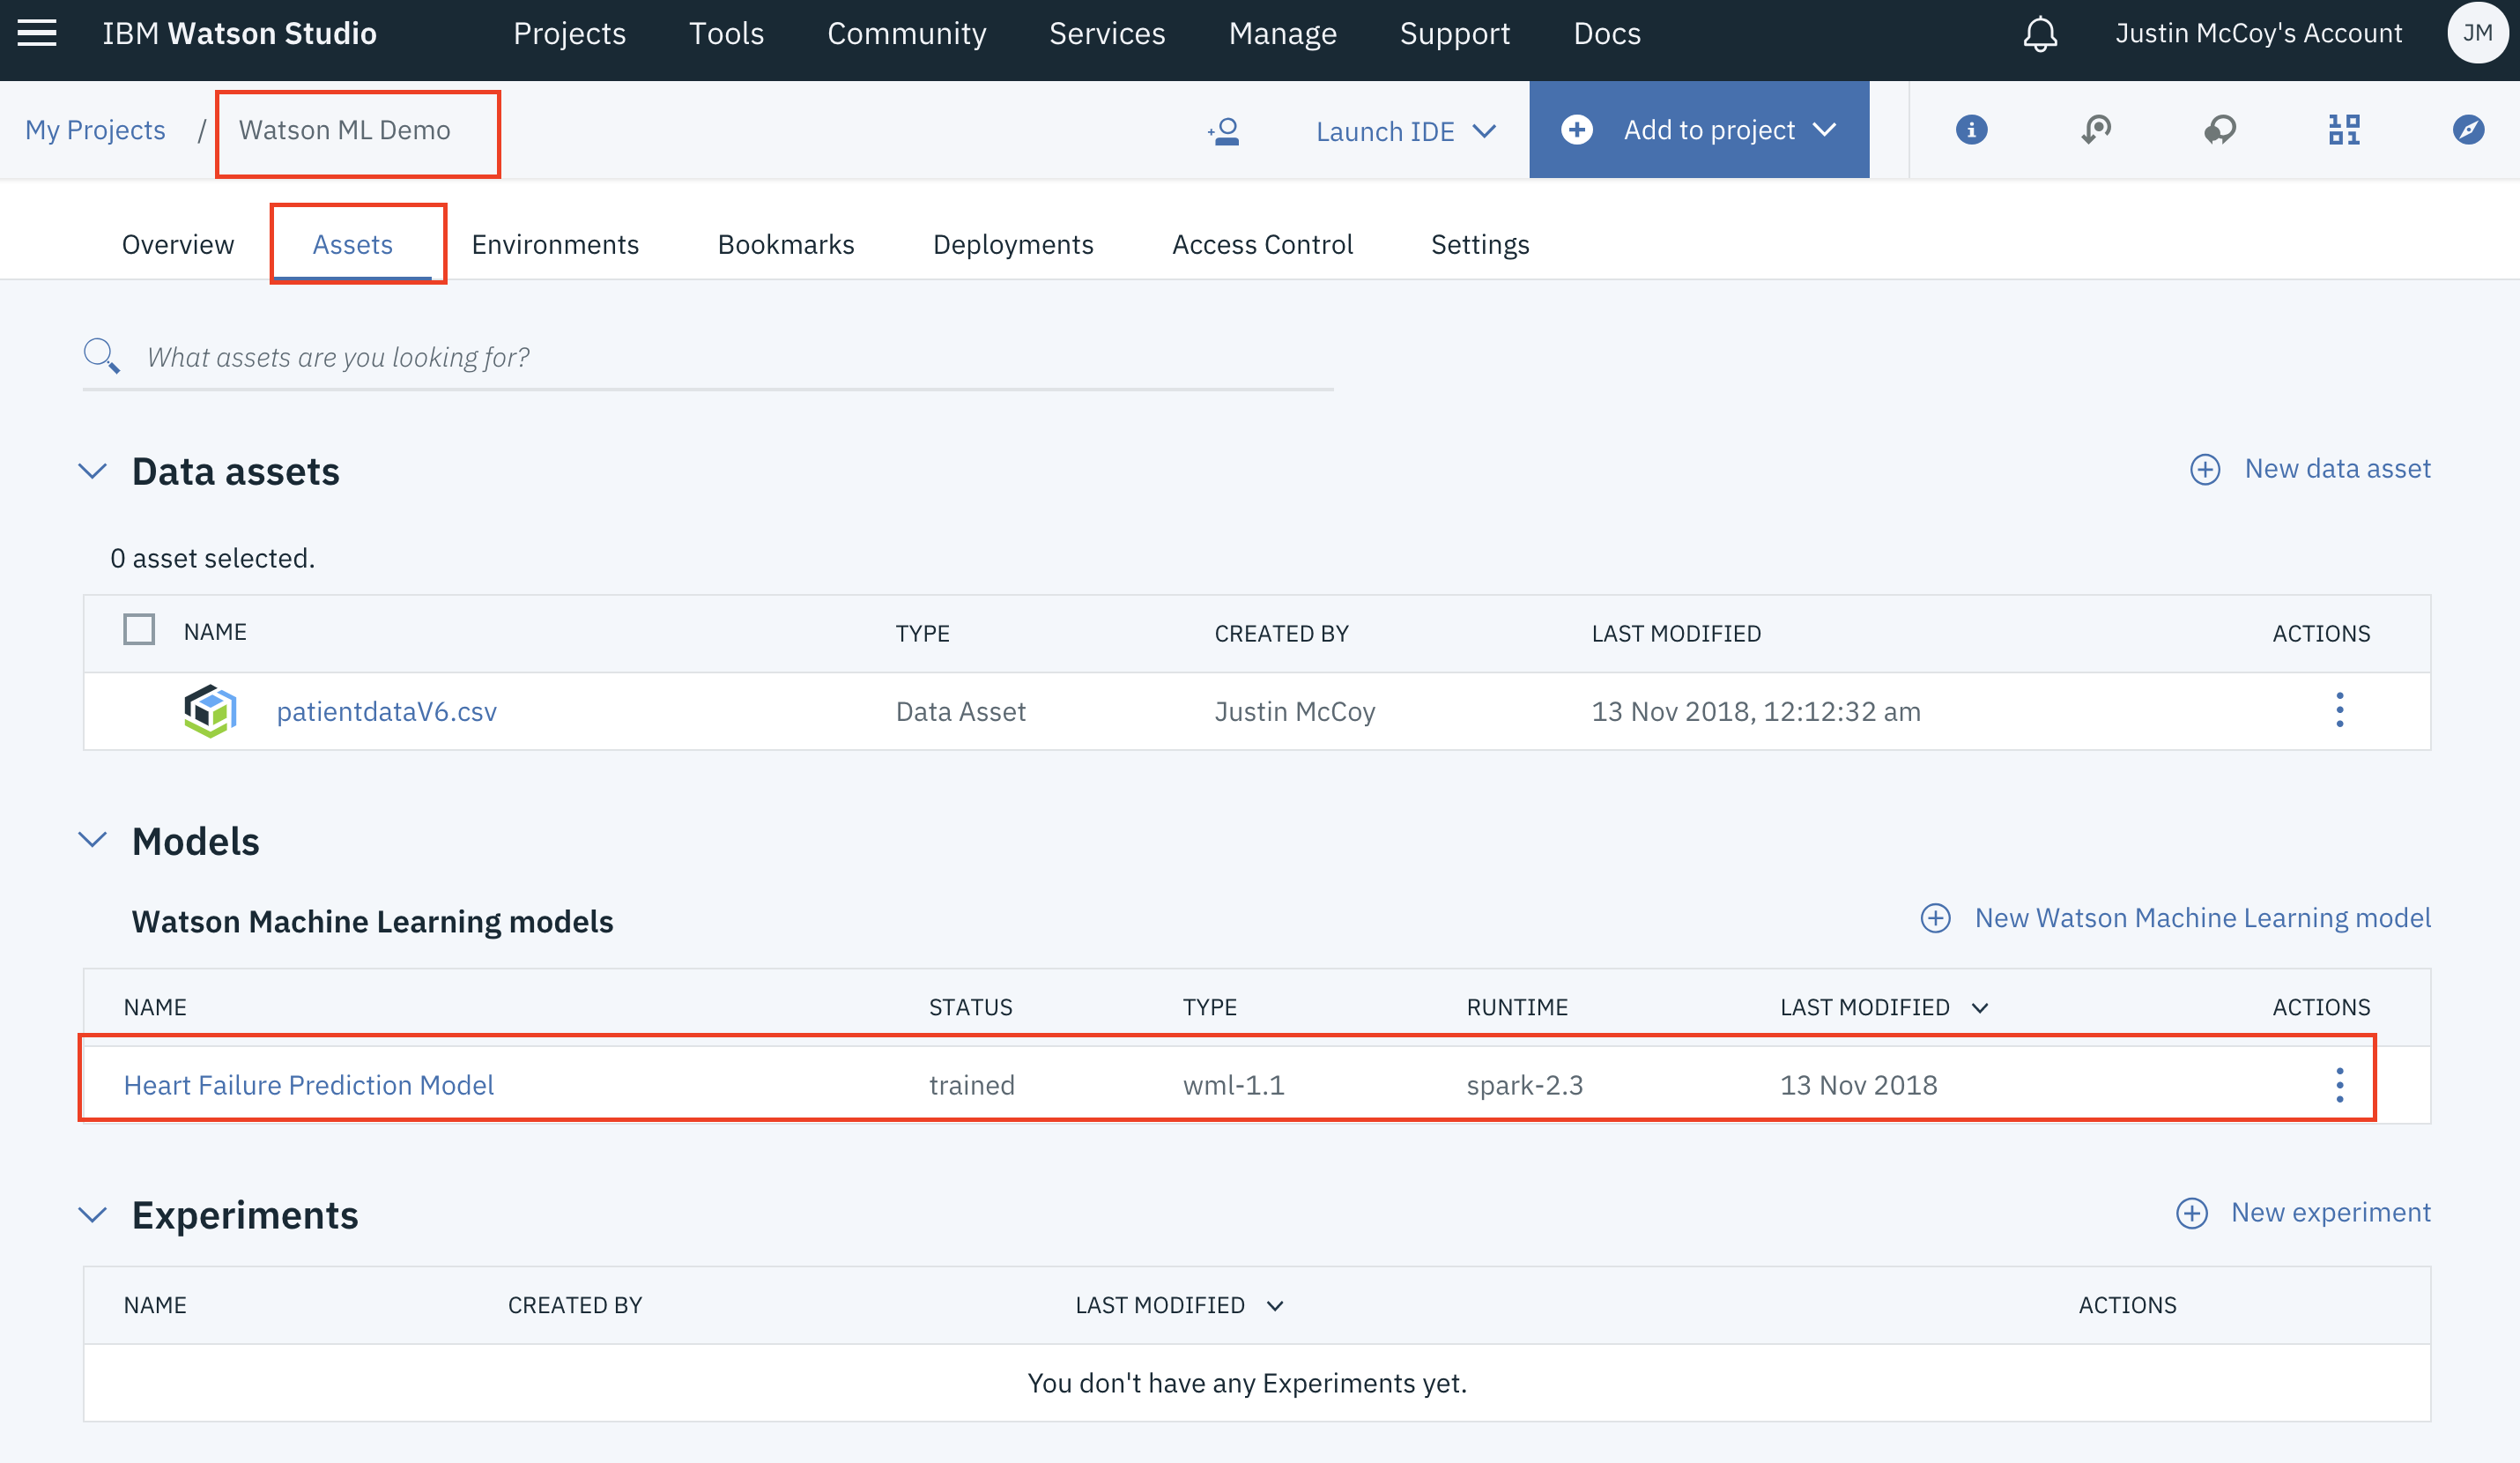 IBM Watson Studio Projects Tools Community Services Manage Support Docs Justin McCoy's Account JM
My Projects / Watson ML Demo Launch IDE Add to project
Overview Assets Environments Bookmarks Deployments Access Control Settings
What assets are you looking for?
Data assets New data asset
0 asset selected.
NAME TYPE CREATED BY LAST MODIFIED ACTIONS
patientdataV6.csv Data Asset Justin McCoy 13 Nov 2018, 12:12:32 am
Models
Watson Machine Learning models New Watson Machine Learning model
NAME STATUS TYPE RUNTIME LAST MODIFIED ACTIONS
Heart Failure Prediction Model trained wml-1.1 spark-2.3 13 Nov 2018
Experiments New experiment
NAME CREATED BY LAST MODIFIED ACTIONS
You don't have any Experiments yet.